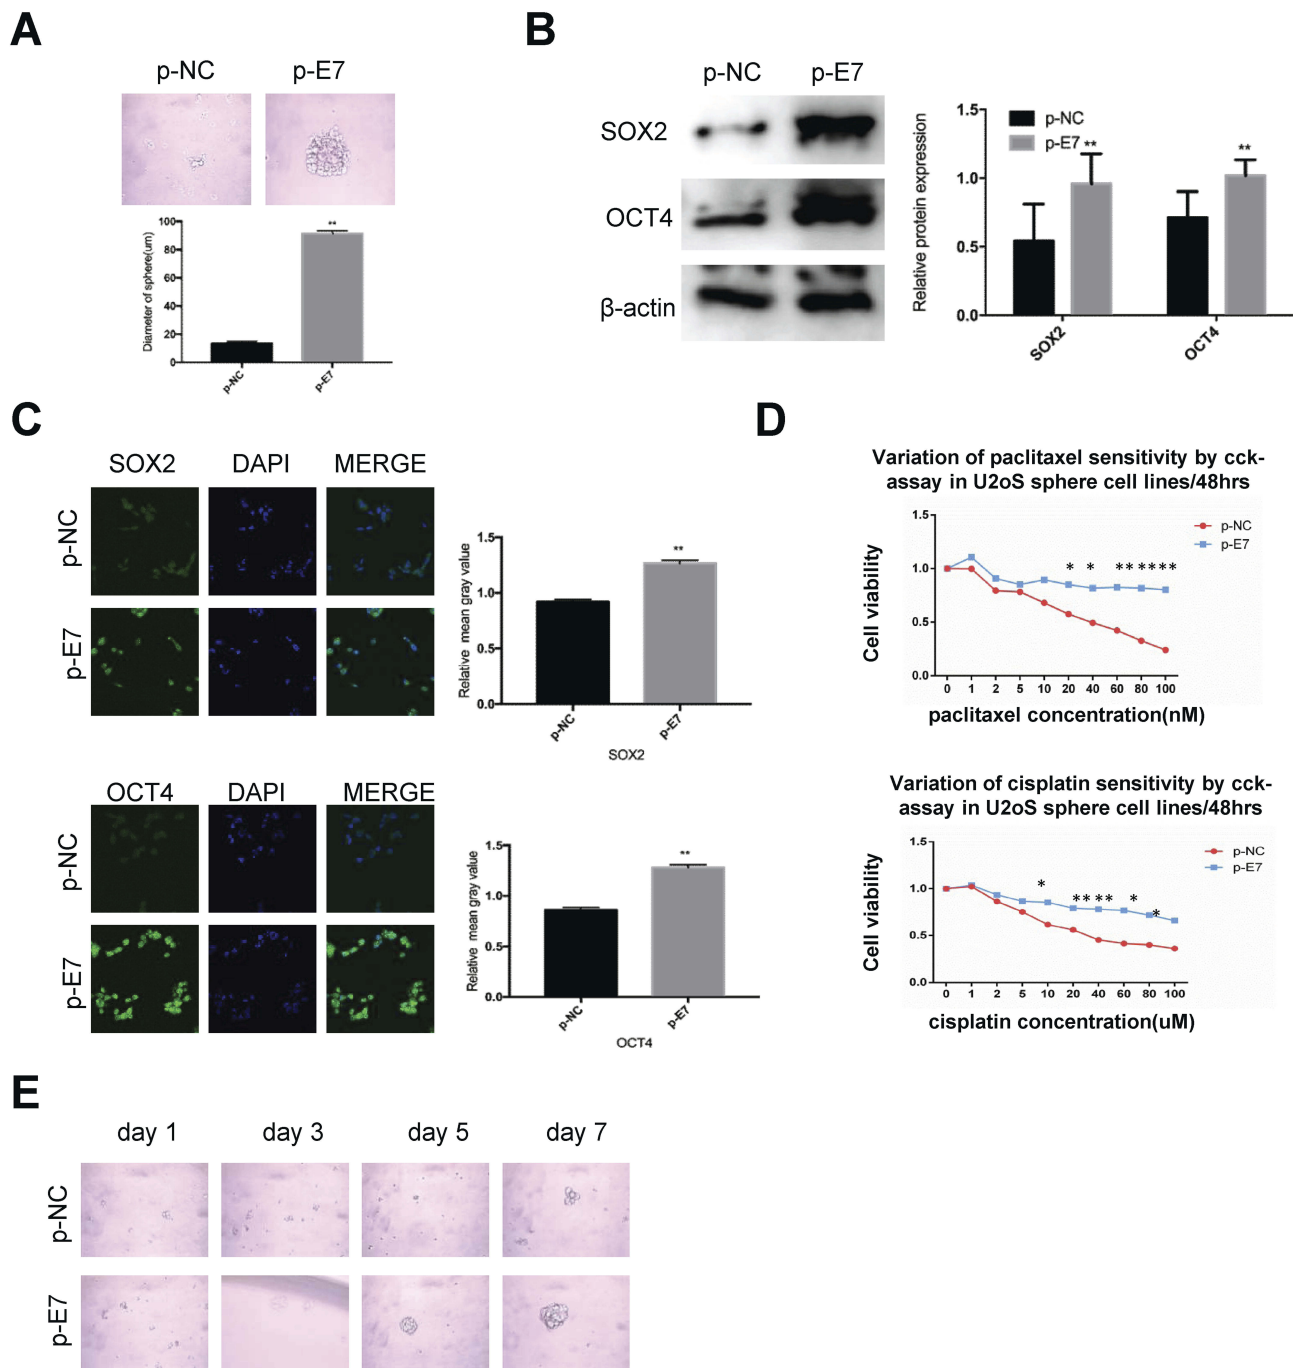 A
p-NC p-E7
100
80
60
40
20
0
Diameter of sphere(um)
**
p-NC
p-E7
B
p-NC p-E7
SOX2
OCT4
β-actin
1.5
1.0
0.5
0.0
Relative protein expression
p-NC
p-E7
**
**
SOX2
OCT4
C
SOX2 DAPI MERGE
p-NC
p-E7
1.5
1.0
0.5
0.0
Relative mean gray value
**
p-NC
p-E7
SOX2
OCT4 DAPI MERGE
p-NC
p-E7
1.5
1.0
0.5
0.0
Relative mean gray value
**
p-NC
p-E7
OCT4
D
Variation of paclitaxel sensitivity by cck-
assay in U2oS sphere cell lines/48hrs
1.5
1.0
0.5
0.0
Cell viability
p-NC
p-E7
* * ** ****
0 1 2 5 10 20 40 60 80 100
paclitaxel concentration(nM)
Variation of cisplatin sensitivity by cck-
assay in U2oS sphere cell lines/48hrs
1.5
1.0
0.5
0.0
Cell viability
p-NC
p-E7
* ** ** * *
0 1 2 5 10 20 40 60 80 100
cisplatin concentration(uM)
E
day 1 day 3 day 5 day 7
p-NC
p-E7